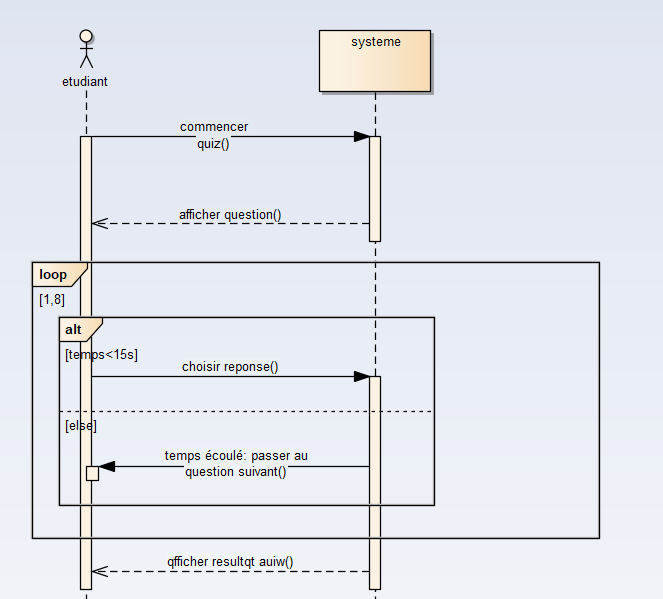 etudiant
systeme
commencer
quiz()
afficher question()
loop
[1,8]
alt
[temps<15s]
choisir reponse()
[else]
temps écoulé: passer au
question suivant()
qfficher resultqt auiw()